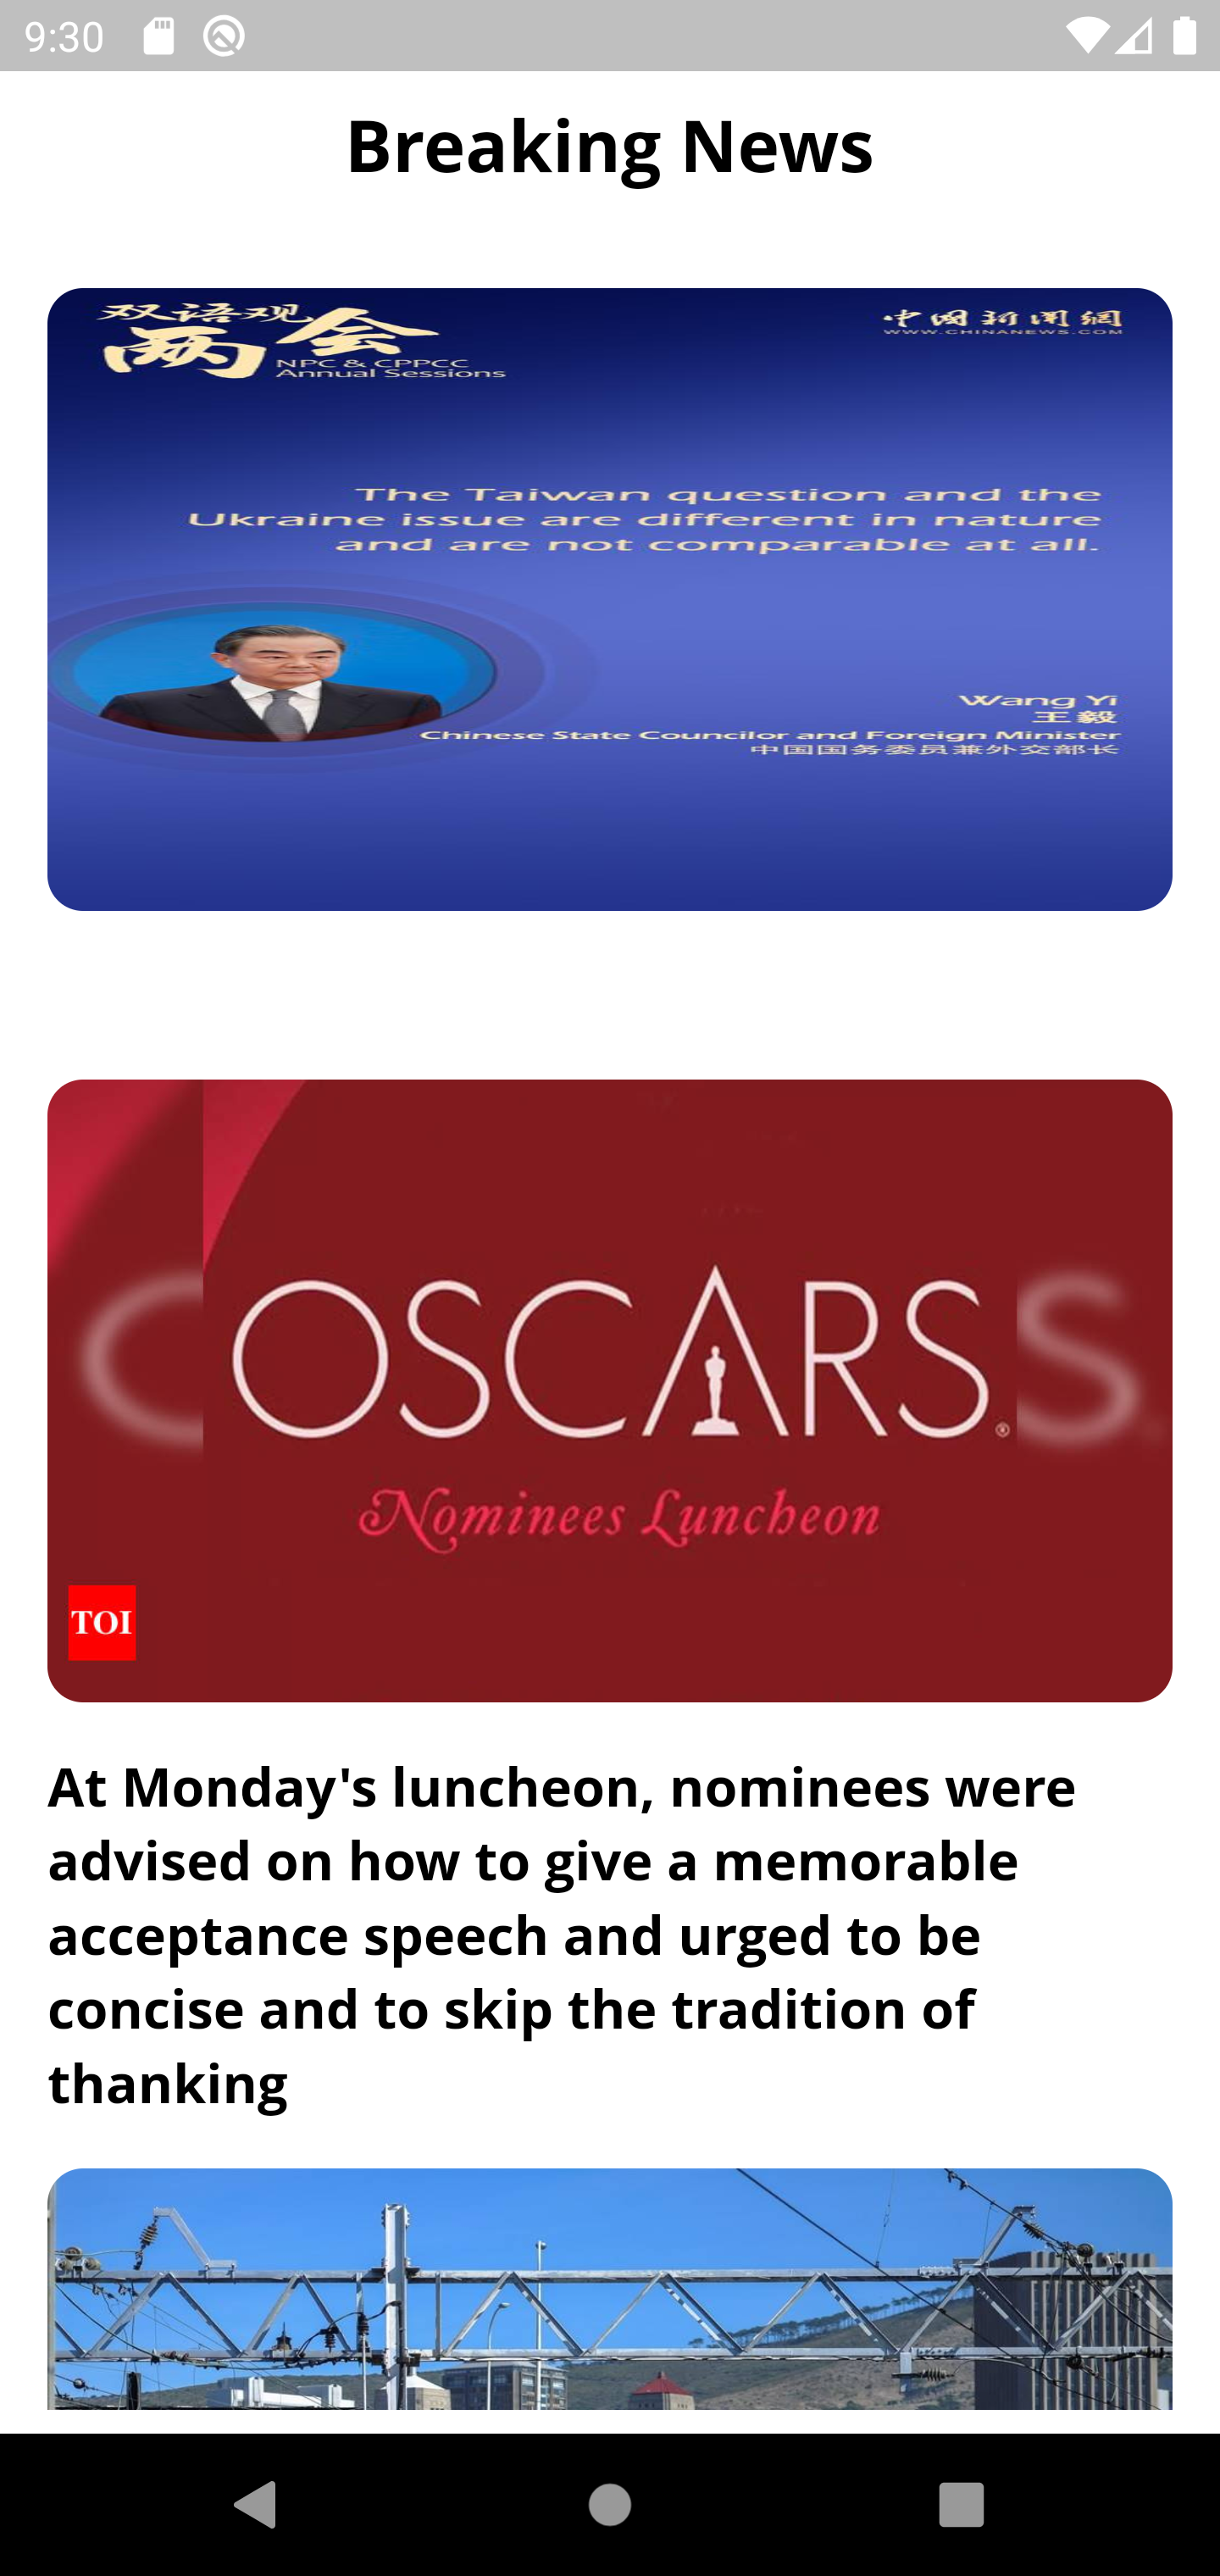 9:30
Breaking News
双语观
两会
NPC & CPPCC
Annual Sessions
中国新闻網
WWW.CHINANEWS.COM
The Taiwan question and the
Ukraine issue are different in nature
and are not comparable at all.
Wang Yi
王毅
Chinese State Councilor and Foreign Minister
中国国务委员兼外交部长
OSCARS®
Nominees Luncheon
TOI
At Monday's luncheon, nominees were
advised on how to give a memorable
acceptance speech and urged to be
concise and to skip the tradition of
thanking